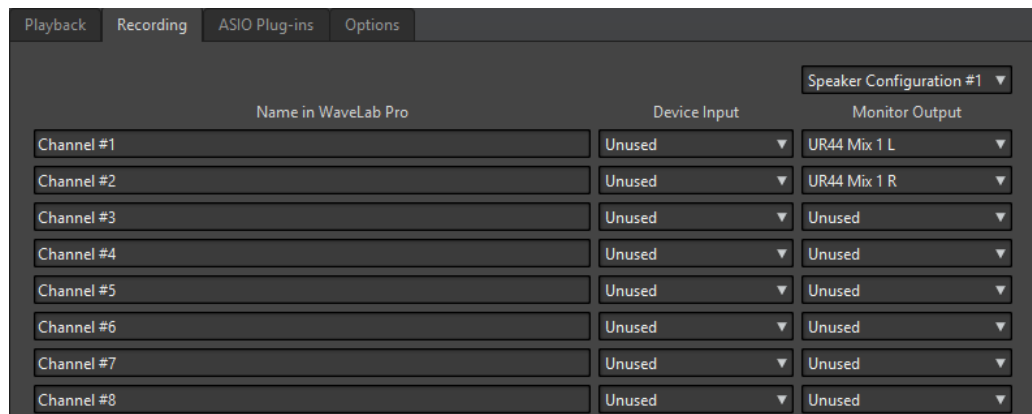 Playback Recording ASIO Plug-ins Options
Speaker Configuration #1
Name in WaveLab Pro Device Input Monitor Output
Channel #1 Unused UR44 Mix 1 L
Channel #2 Unused UR44 Mix 1 R
Channel #3 Unused Unused
Channel #4 Unused Unused
Channel #5 Unused Unused
Channel #6 Unused Unused
Channel #7 Unused Unused
Channel #8 Unused Unused